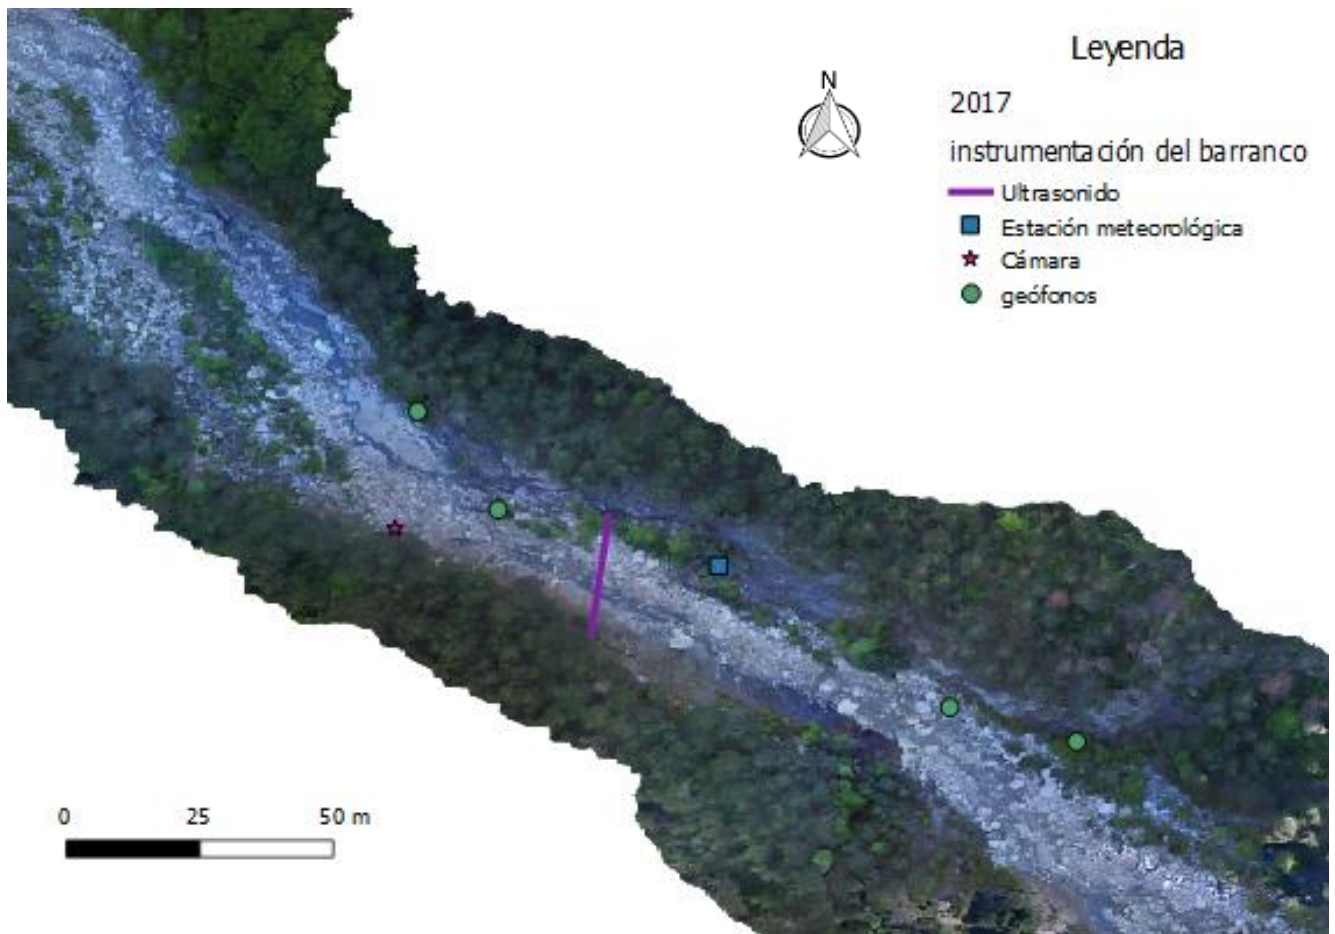 Leyenda
N
2017
instrumentación del barranco
Ultrasonido
Estación meteorológica
Cámara
geófonos
0 25 50 m